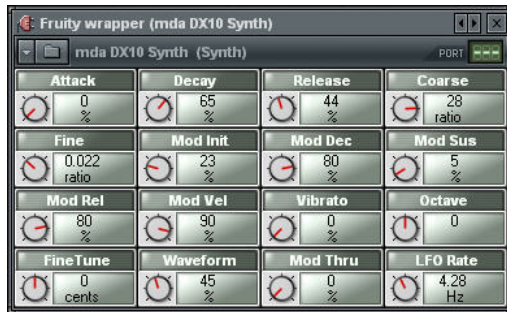 Fruity wrapper (mda DX10 Synth)
mda DX10 Synth (Synth) PORT ---
Attack Decay Release Coarse
0 65 44 28
% % % ratio
Fine Mod Init Mod Dec Mod Sus
0.022 23 80 5
ratio % % %
Mod Rel Mod Vel Vibrato Octave
80 90 0 0
% % %
FineTune Waveform Mod Thru LFO Rate
0 45 0 4.28
cents % % Hz